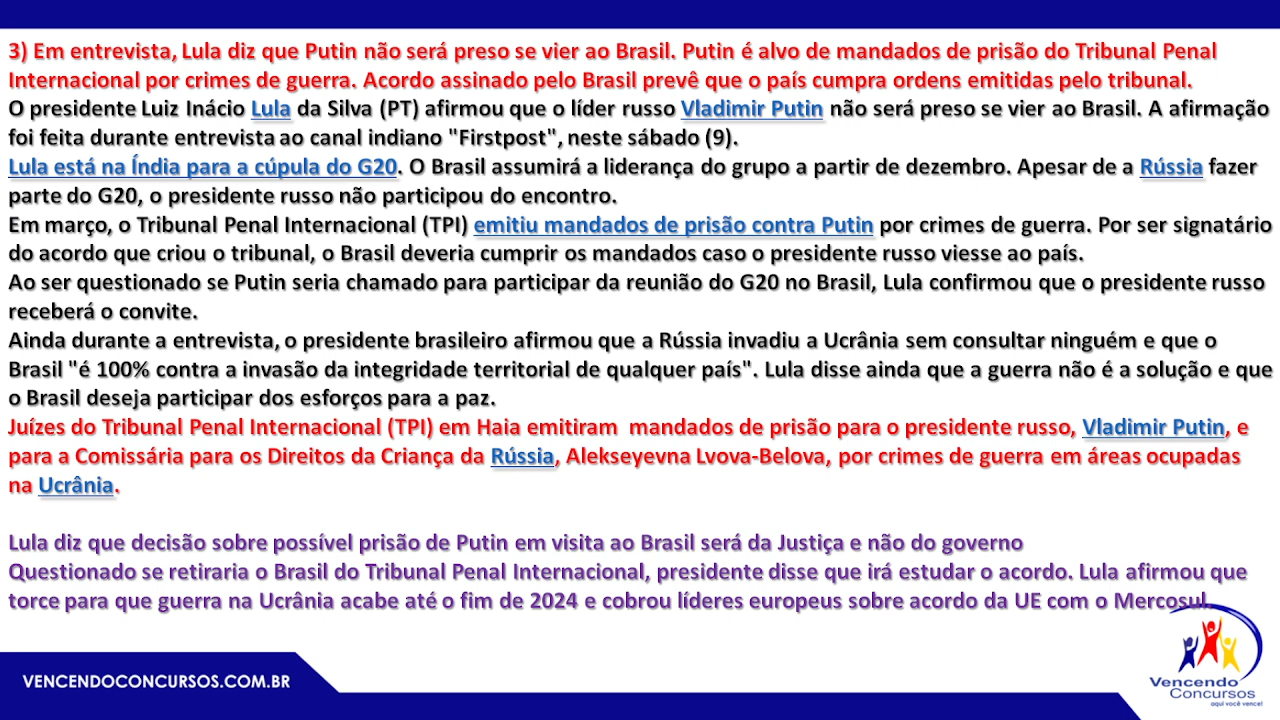 3) Em entrevista, Lula diz que Putin não será preso se vier ao Brasil. Putin é alvo de mandados de prisão do Tribunal Penal
Internacional por crimes de guerra. Acordo assinado pelo Brasil prevê que o país cumpra ordens emitidas pelo tribunal.
O presidente Luiz Inácio Lula da Silva (PT) afirmou que o líder russo Vladimir Putin não será preso se vier ao Brasil. A afirmação
foi feita durante entrevista ao canal indiano "Firstpost", neste sábado (9).
Lula está na Índia para a cúpula do G20. O Brasil assumirá a liderança do grupo a partir de dezembro. Apesar de a Rússia fazer
parte do G20, o presidente russo não participou do encontro.
Em março, o Tribunal Penal Internacional (TPI) emitiu mandados de prisão contra Putin por crimes de guerra. Por ser signatário
do acordo que criou o tribunal, o Brasil deveria cumprir os mandados caso o presidente russo viesse ao país.
Ao ser questionado se Putin seria chamado para participar da reunião do G20 no Brasil, Lula confirmou que o presidente russo
receberá o convite.
Ainda durante a entrevista, o presidente brasileiro afirmou que a Rússia invadiu a Ucrânia sem consultar ninguém e que o
Brasil "é 100% contra a invasão da integridade territorial de qualquer país". Lula disse ainda que a guerra não é a solução e que
o Brasil deseja participar dos esforços para a paz.
Juízes do Tribunal Penal Internacional (TPI) em Haia emitiram mandados de prisão para o presidente russo, Vladimir Putin, e
para a Comissária para os Direitos da Criança da Rússia, Alekseyevna Lvova-Belova, por crimes de guerra em áreas ocupadas
na Ucrânia.
Lula diz que decisão sobre possível prisão de Putin em visita ao Brasil será da Justiça e não do governo
Questionado se retiraria o Brasil do Tribunal Penal Internacional, presidente disse que irá estudar o acordo. Lula afirmou que
torce para que guerra na Ucrânia acabe até o fim de 2024 e cobrou líderes europeus sobre acordo da UE com o Mercosul.
VENCENDOCONCURSOS.COM.BR
Vencendo
Concursos
aqui você vence!